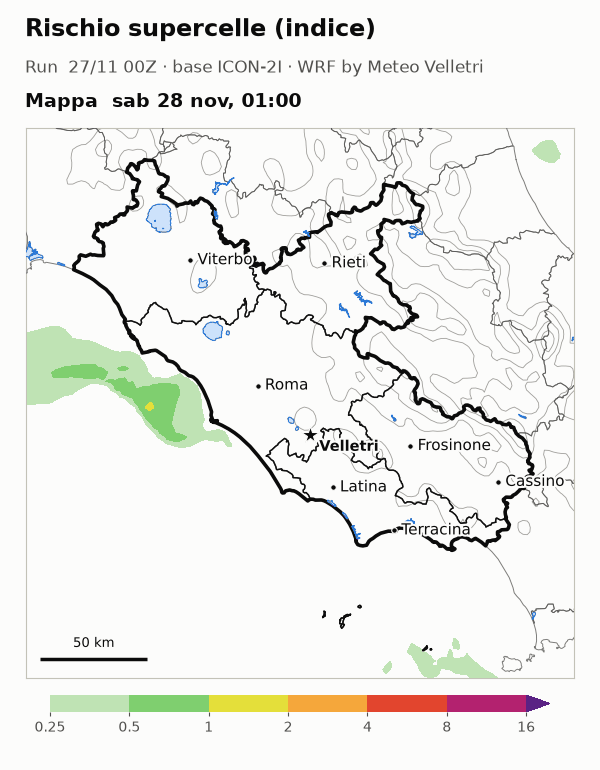 Rischio supercelle (indice)
Run  27/11 00Z · base ICON-2I · WRF by Meteo Velletri
Mappa  sab 28 nov, 01:00
Viterbo
Rieti
Roma
Velletri
Frosinone
Latina
Cassino
Terracina
50 km
0.25 0.5 1 2 4 8 16